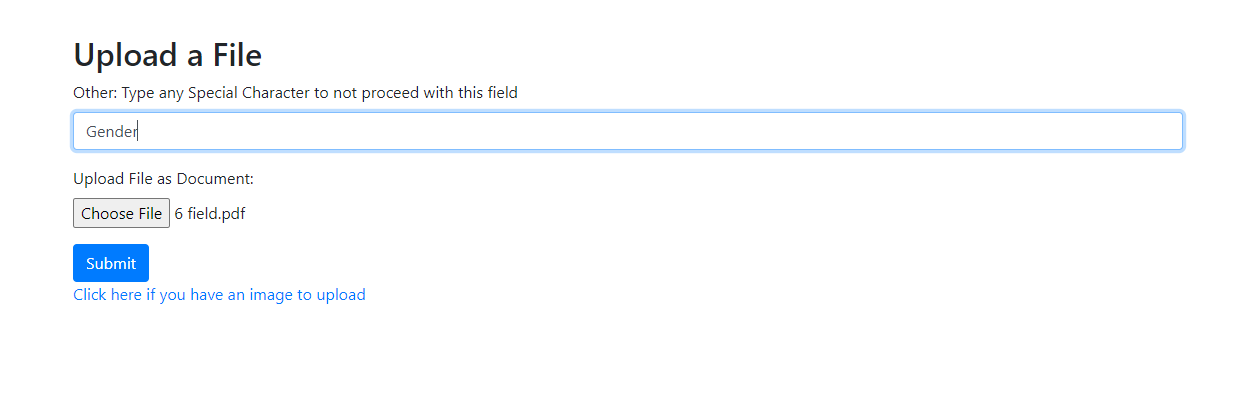 Upload a File
Other: Type any Special Character to not proceed with this field
Gender
Upload File as Document:
Choose File 6 field.pdf
Submit
Click here if you have an image to upload